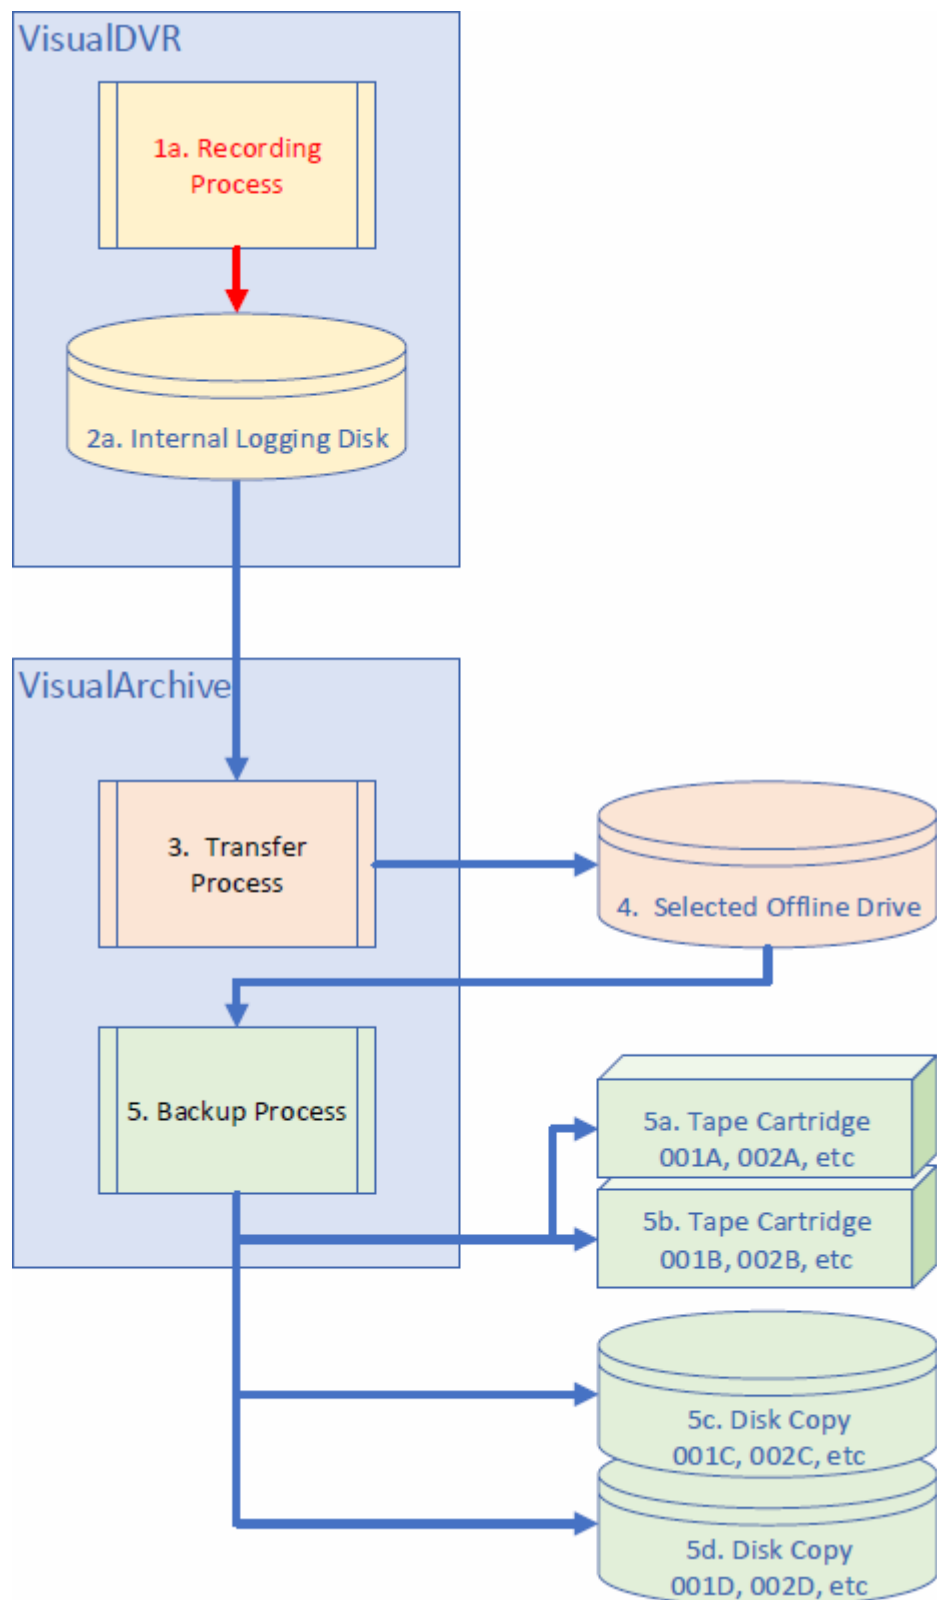 VisualDVR
1a. Recording
Process
2a. Internal Logging Disk
VisualArchive
3. Transfer
Process
4. Selected Offline Drive
5. Backup Process
5a. Tape Cartridge
001A, 002A, etc
5b. Tape Cartridge
001B, 002B, etc
5c. Disk Copy
001C, 002C, etc
5d. Disk Copy
001D, 002D, etc